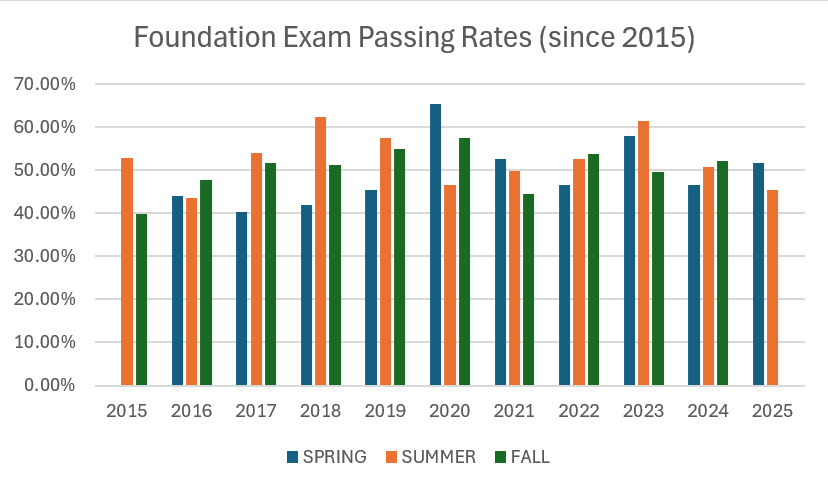 Foundation Exam Passing Rates (since 2015)
70.00%
60.00%
50.00%
40.00%
30.00%
20.00%
10.00%
0.00%
2015 2016 2017 2018 2019 2020 2021 2022 2023 2024 2025
SPRING SUMMER FALL